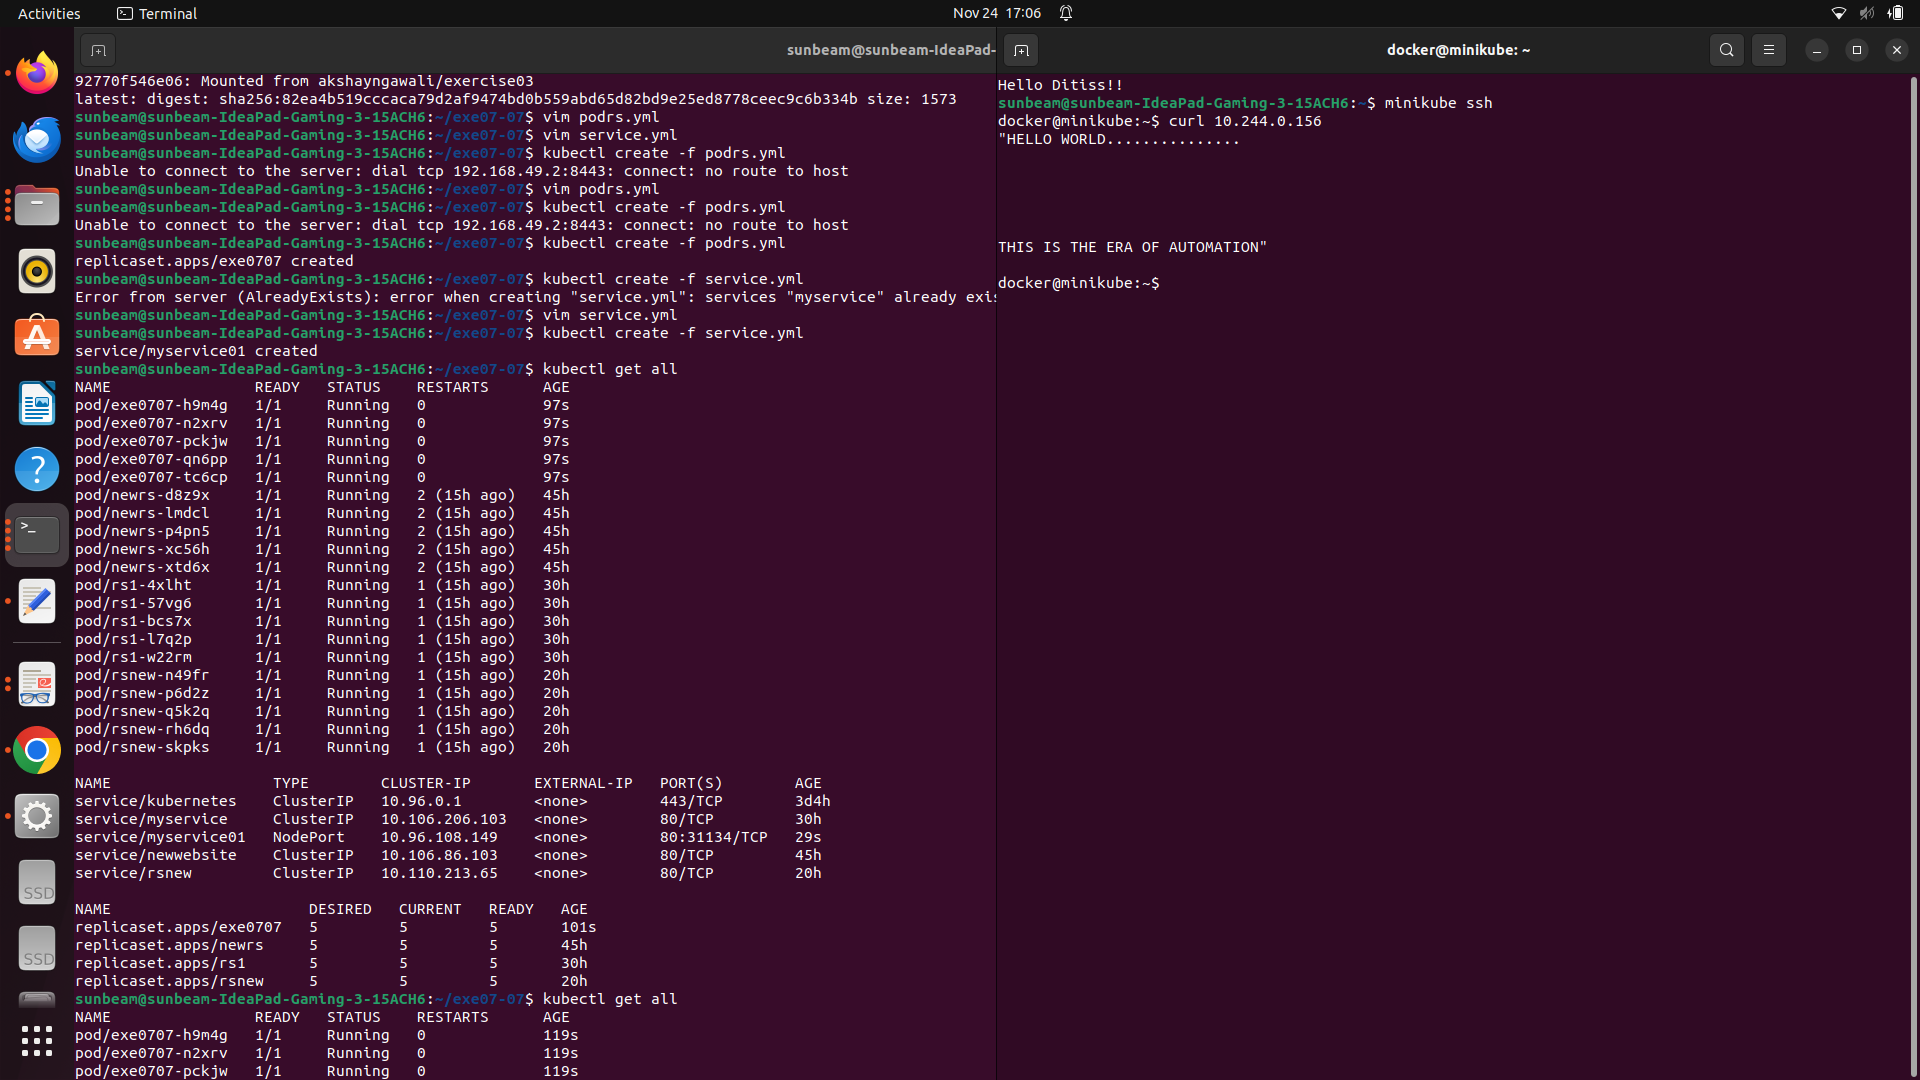 Activities
Terminal
Nov 24 17:06
sunbeam@sunbeam-IdeaPad-
92770f546e06: Mounted from akshayngawali/exercise03
latest: digest: sha256:82ea4b519cccaca79d2af9474bd0b559abd65d82bd9e25ed8778ceec9c6b334b size: 1573
sunbeam@sunbeam-IdeaPad-Gaming-3-15ACH6:~/exe07-07$ vim podrs.yml
sunbeam@sunbeam-IdeaPad-Gaming-3-15ACH6:~/exe07-07$ vim service.yml
sunbeam@sunbeam-IdeaPad-Gaming-3-15ACH6:~/exe07-07$ kubectl create -f podrs.yml
Unable to connect to the server: dial tcp 192.168.49.2:8443: connect: no route to host
sunbeam@sunbeam-IdeaPad-Gaming-3-15ACH6:~/exe07-07$ vim podrs.yml
sunbeam@sunbeam-IdeaPad-Gaming-3-15ACH6:~/exe07-07$ kubectl create -f podrs.yml
Unable to connect to the server: dial tcp 192.168.49.2:8443: connect: no route to host
sunbeam@sunbeam-IdeaPad-Gaming-3-15ACH6:~/exe07-07$ kubectl create -f podrs.yml
replicaset.apps/exe0707 created
sunbeam@sunbeam-IdeaPad-Gaming-3-15ACH6:~/exe07-07$ kubectl create -f service.yml
Error from server (AlreadyExists): error when creating "service.yml": services "myservice" already exis
sunbeam@sunbeam-IdeaPad-Gaming-3-15ACH6:~/exe07-07$ vim service.yml
sunbeam@sunbeam-IdeaPad-Gaming-3-15ACH6:~/exe07-07$ kubectl create -f service.yml
service/myservice01 created
sunbeam@sunbeam-IdeaPad-Gaming-3-15ACH6:~/exe07-07$ kubectl get all
NAME READY STATUS RESTARTS AGE
pod/exe0707-h9m4g 1/1 Running 0 97s
pod/exe0707-n2xrv 1/1 Running 0 97s
pod/exe0707-pckjw 1/1 Running 0 97s
pod/exe0707-qn6pp 1/1 Running 0 97s
pod/exe0707-tc6cp 1/1 Running 0 97s
pod/newrs-d8z9x 1/1 Running 2 (15h ago) 45h
pod/newrs-lmdcl 1/1 Running 2 (15h ago) 45h
pod/newrs-p4pn5 1/1 Running 2 (15h ago) 45h
pod/newrs-xc56h 1/1 Running 2 (15h ago) 45h
pod/newrs-xtd6x 1/1 Running 2 (15h ago) 45h
pod/rs1-4xlht 1/1 Running 1 (15h ago) 30h
pod/rs1-57vg6 1/1 Running 1 (15h ago) 30h
pod/rs1-bcs7x 1/1 Running 1 (15h ago) 30h
pod/rs1-l7q2p 1/1 Running 1 (15h ago) 30h
pod/rs1-w22rm 1/1 Running 1 (15h ago) 30h
pod/rsnew-n49fr 1/1 Running 1 (15h ago) 20h
pod/rsnew-p6d2z 1/1 Running 1 (15h ago) 20h
pod/rsnew-q5k2q 1/1 Running 1 (15h ago) 20h
pod/rsnew-rh6dq 1/1 Running 1 (15h ago) 20h
pod/rsnew-skpks 1/1 Running 1 (15h ago) 20h
NAME TYPE CLUSTER-IP EXTERNAL-IP PORT(S) AGE
service/kubernetes ClusterIP 10.96.0.1 <none> 443/TCP 3d4h
service/myservice ClusterIP 10.106.206.103 <none> 80/TCP 30h
service/myservice01 NodePort 10.96.108.149 <none> 80:31134/TCP 29s
service/newwebsite ClusterIP 10.106.86.103 <none> 80/TCP 45h
service/rsnew ClusterIP 10.110.213.65 <none> 80/TCP 20h
NAME DESIRED CURRENT READY AGE
replicaset.apps/exe0707 5 5 5 101s
replicaset.apps/newrs 5 5 5 45h
replicaset.apps/rs1 5 5 5 30h
replicaset.apps/rsnew 5 5 5 20h
sunbeam@sunbeam-IdeaPad-Gaming-3-15ACH6:~/exe07-07$ kubectl get all
NAME READY STATUS RESTARTS AGE
pod/exe0707-h9m4g 1/1 Running 0 119s
pod/exe0707-n2xrv 1/1 Running 0 119s
pod/exe0707-pckjw 1/1 Running 0 119s
docker@minikube: ~
Hello Ditiss!!
sunbeam@sunbeam-IdeaPad-Gaming-3-15ACH6:~$ minikube ssh
docker@minikube:~$ curl 10.244.0.156
"HELLO WORLD...............
THIS IS THE ERA OF AUTOMATION"
docker@minikube:~$
SSD
SSD